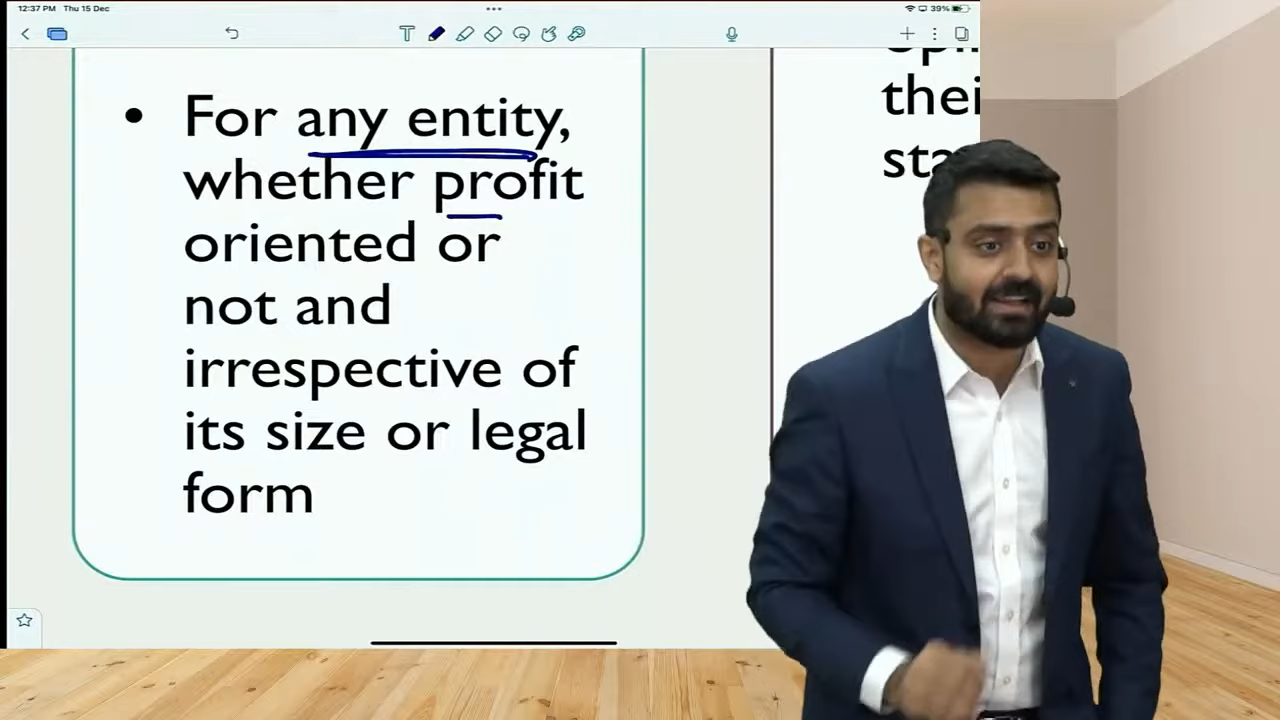 12:37 PM Thu 15 Dec
39%
• For any entity,
whether profit
oriented or
not and
irrespective of
its size or legal
form
thei
sta